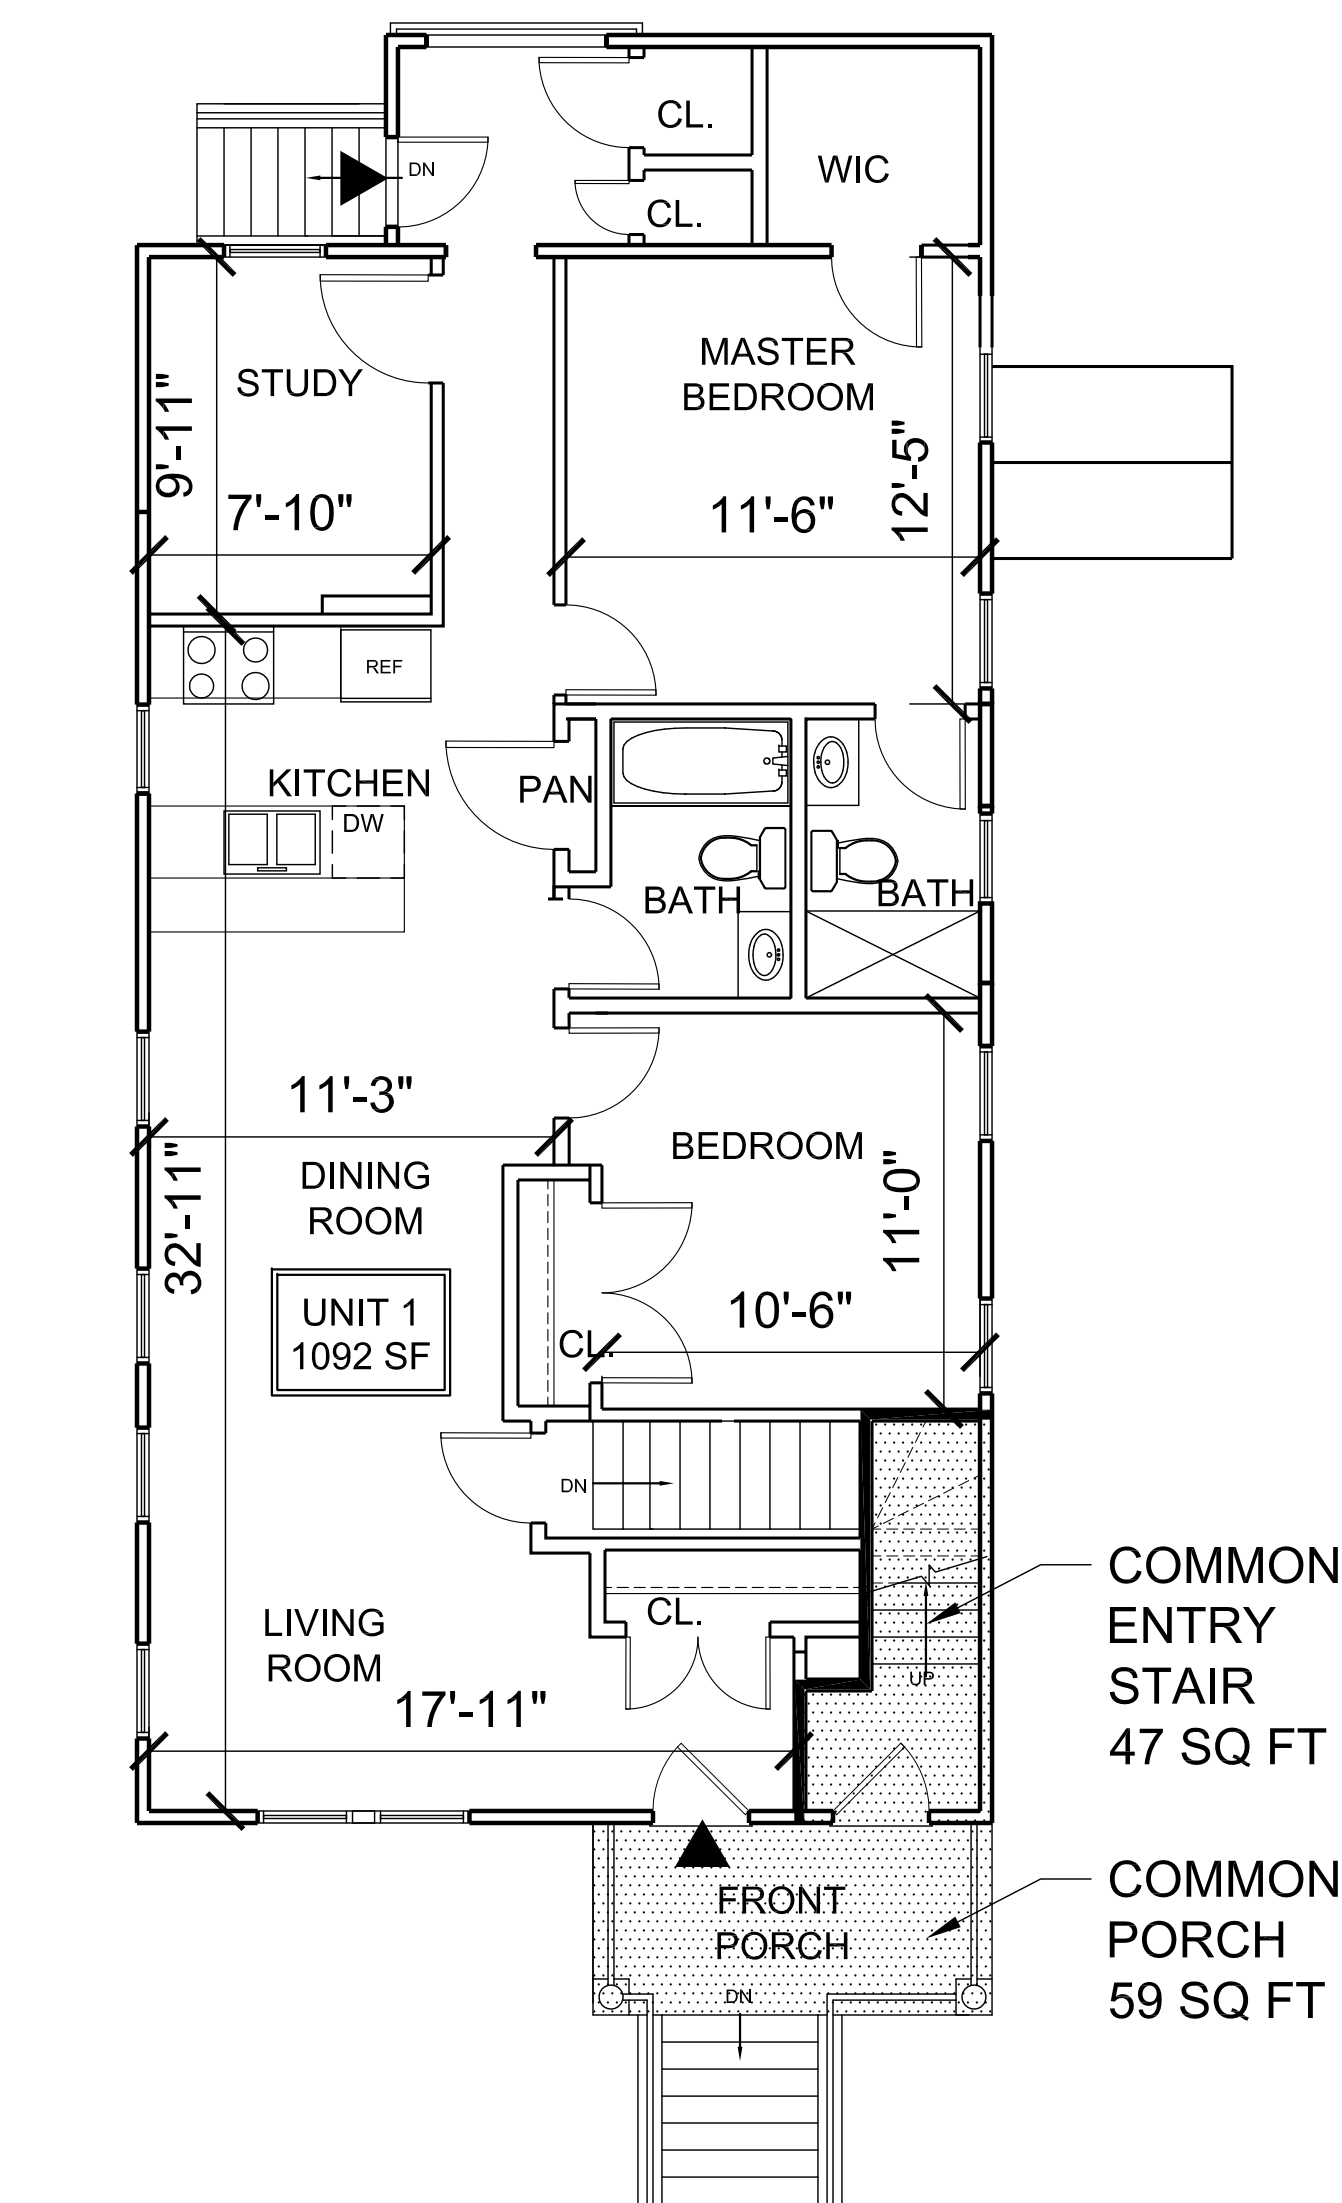 CL.
WIC
DN
CL.
MASTER
BEDROOM
STUDY
9'-11"
12'-5"
7'-10"
11'-6"
REF
KITCHEN
PAN
DW
BATH
BATH
11'-3"
BEDROOM
DINING
ROOM
32'-11"
11'-0"
UNIT 1
1092 SF
10'-6"
CL.
DN
COMMON
ENTRY
STAIR
47 SQ FT
CL.
LIVING
ROOM
UP
17'-11"
COMMON
PORCH
59 SQ FT
FRONT
PORCH
DN